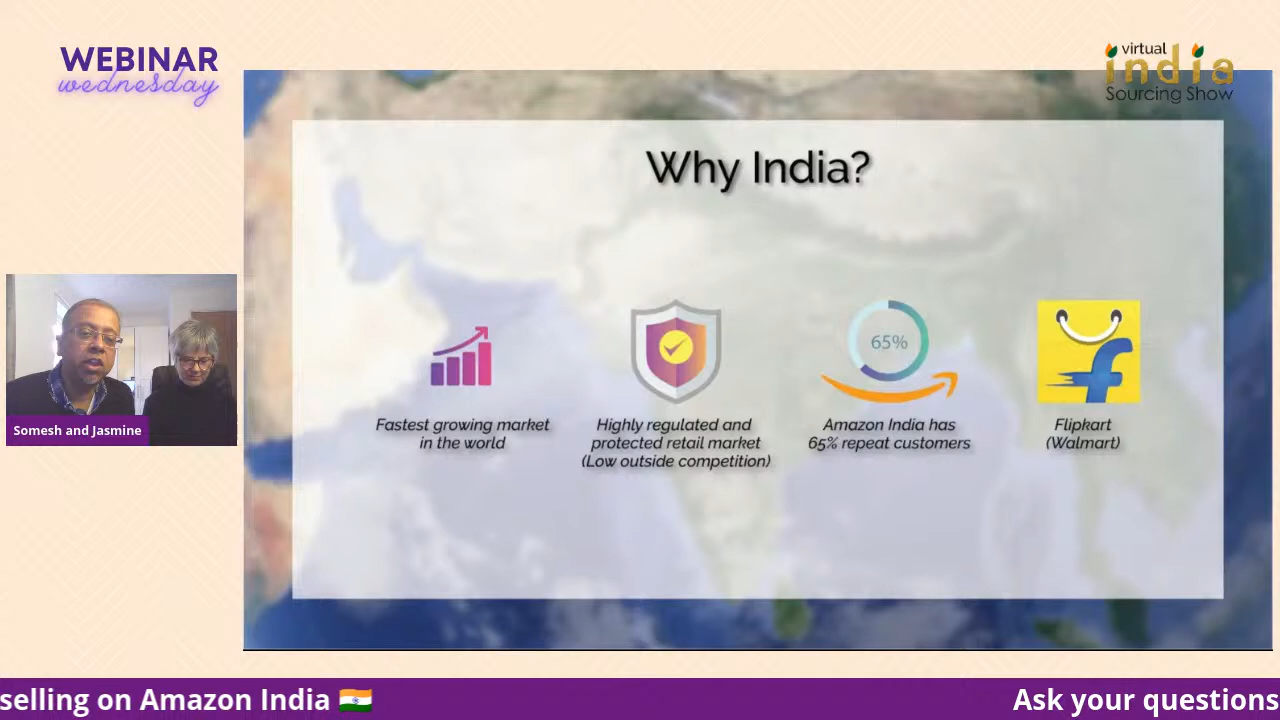 WEBINAR
wednesday
virtual
india
Sourcing Show
Why India?
65%
Fastest growing market
in the world
Highly regulated and
protected retail market
(Low outside competition)
Amazon India has
65% repeat customers
Flipkart
(Walmart)
Somesh and Jasmine
selling on Amazon India 🇮🇳
Ask your questions